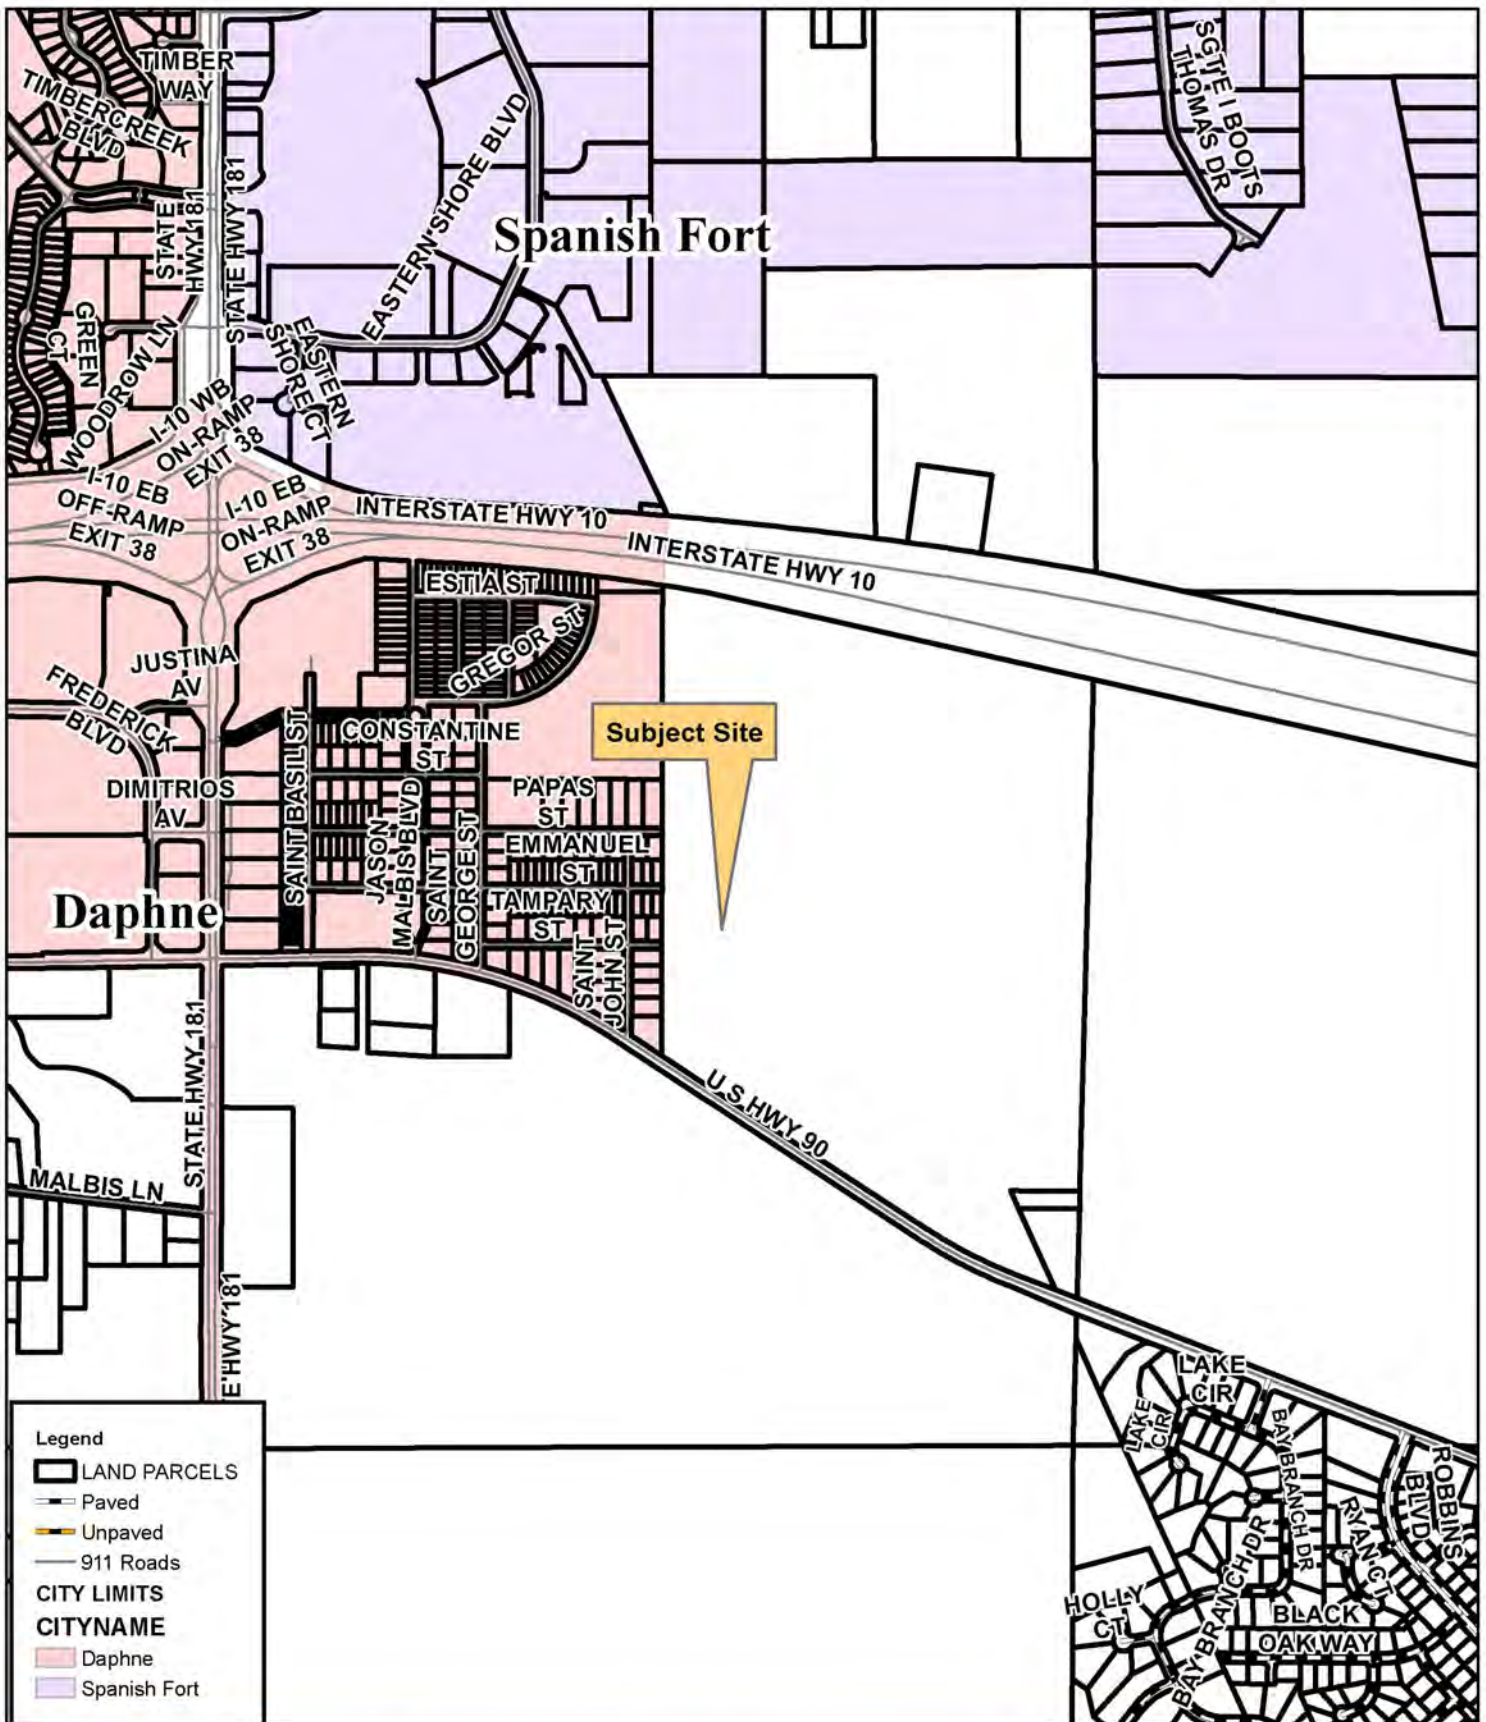 TIMBER
WAY
TIMBERCREEK
BLVD
SGT E I BOOTS
THOMAS DR
EASTERN SHORE BLVD
Spanish Fort
STATE
HWY 181
STATE HWY 181
GREEN
CT
WOODROW LN
EASTERN
SHORE CT
I-10 WB
ON-RAMP
EXIT 38
I-10 EB
OFF-RAMP
EXIT 38
I-10 EB
ON-RAMP
EXIT 38
INTERSTATE HWY 10
INTERSTATE HWY 10
ESTIA ST
GREGOR ST
JUSTINA
AV
FREDERICK
BLVD
Subject Site
CONSTANTINE
ST
SAINT BASIL ST
DIMITRIOS
AV
PAPAS
ST
JASON
MALBIS BLVD
SAINT
GEORGE ST
EMMANUEL
ST
TAMPARY
ST
Daphne
SAINT
JOHN ST
STATE HWY 181
U S HWY 90
MALBIS LN
E HWY 181
LAKE
CIR
LAKE
CIR
BAY BRANCH DR
ROBBINS
BLVD
RYAN CT
BAY BRANCH DR
HOLLY
CT
BLACK
OAK WAY
Legend
LAND PARCELS
Paved
Unpaved
911 Roads
CITY LIMITS
CITYNAME
Daphne
Spanish Fort